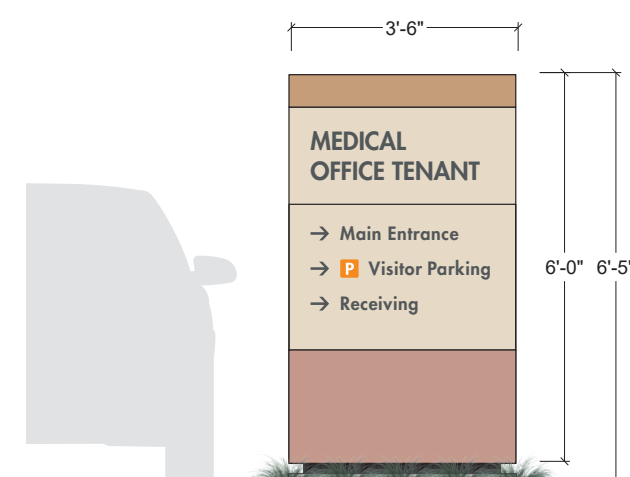 3'-6"
MEDICAL
OFFICE TENANT
→ Main Entrance
→ P Visitor Parking
→ Receiving
6'-0" 6'-5"